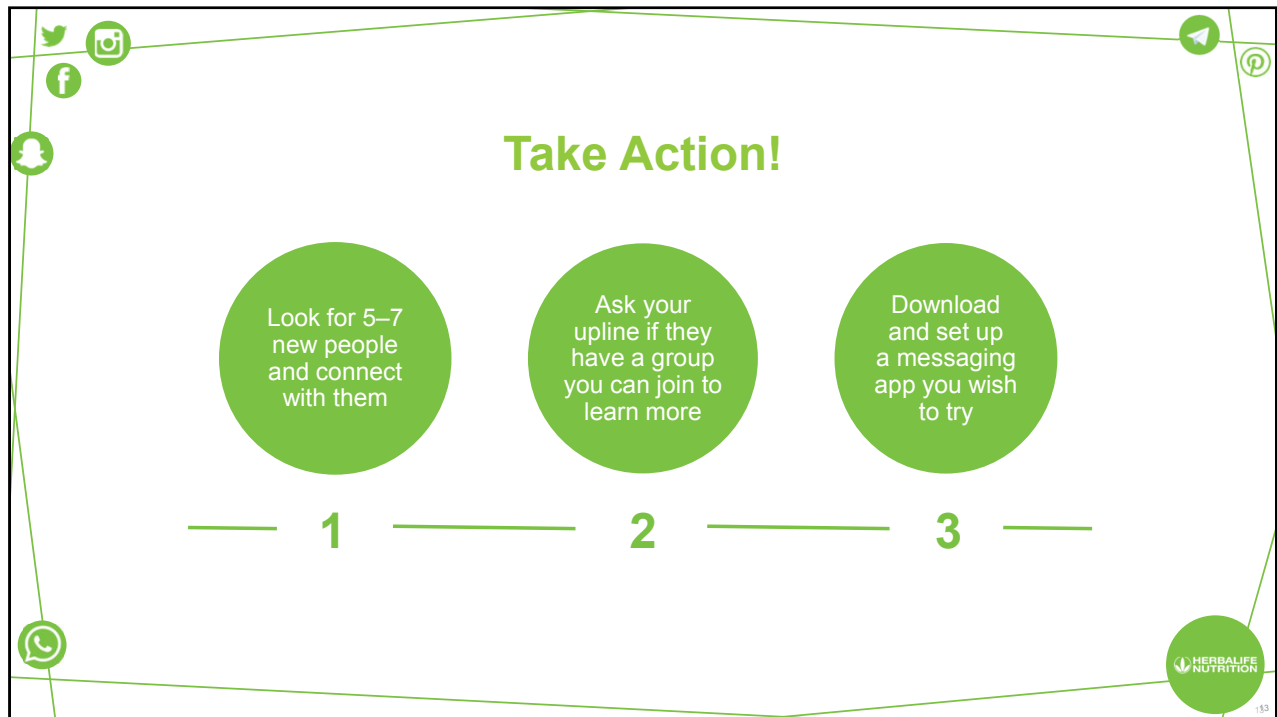 Take Action!
Look for 5–7
new people
and connect
with them
Ask your
upline if they
have a group
you can join to
learn more
Download
and set up
a messaging
app you wish
to try
1
2
3
HERBALIFE
NUTRITION
13